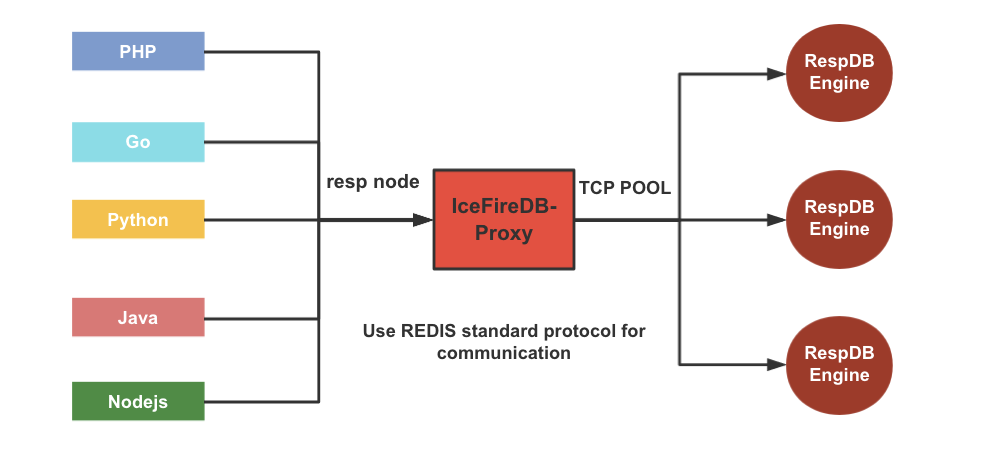 PHP
Go
Python
Java
Nodejs
resp node
IceFireDB-
Proxy
TCP POOL
Use REDIS standard protocol for
communication
RespDB
Engine
RespDB
Engine
RespDB
Engine